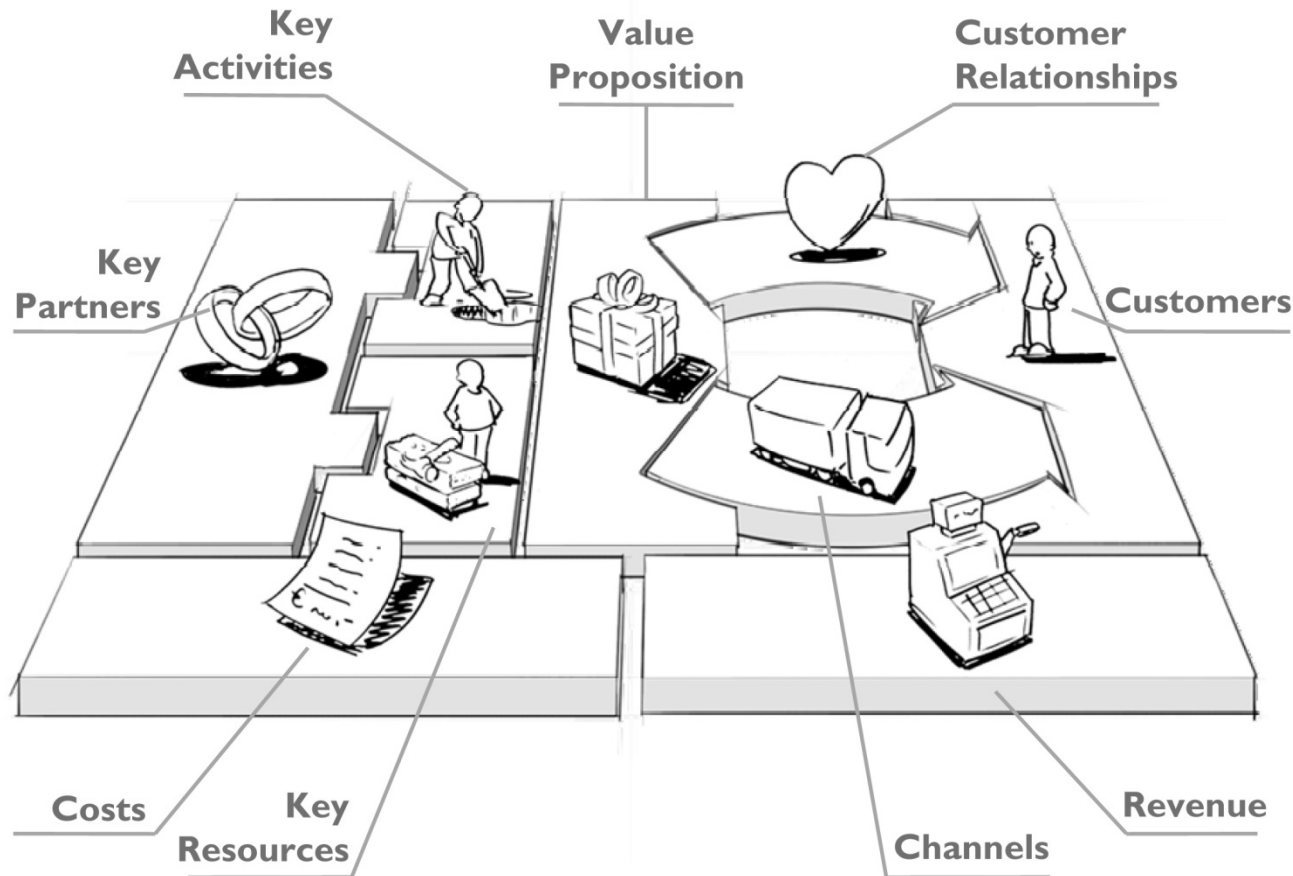 Key
Activities
Value
Proposition
Customer
Relationships
Key
Partners
Customers
€
Costs
Key
Resources
Channels
Revenue